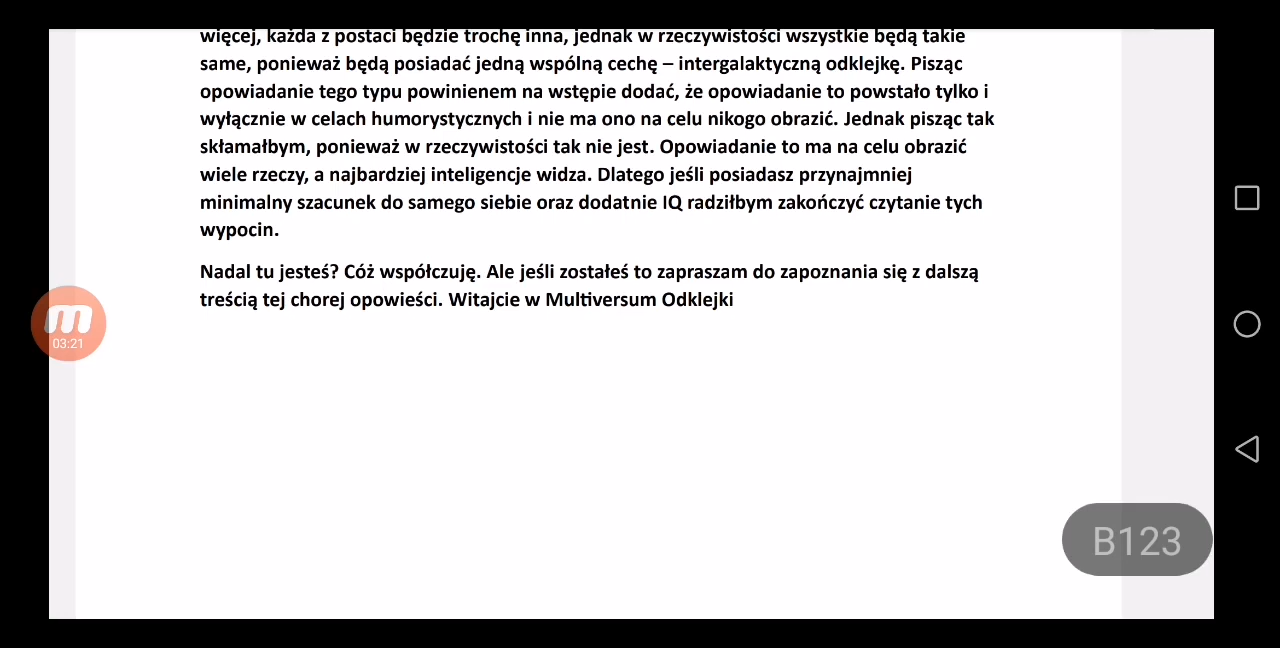 więcej, każda z postaci będzie trochę inna, jednak w rzeczywistości wszystkie będą takie
same, ponieważ będą posiadać jedną wspólną cechę – intergalaktyczną odklejkę. Pisząc
opowiadanie tego typu powinienem na wstępie dodać, że opowiadanie to powstało tylko i
wyłącznie w celach humorystycznych i nie ma ono na celu nikogo obrazić. Jednak pisząc tak
skłamałbym, ponieważ w rzeczywistości tak nie jest. Opowiadanie to ma na celu obrazić
wiele rzeczy, a najbardziej inteligencje widza. Dlatego jeśli posiadasz przynajmniej
minimalny szacunek do samego siebie oraz dodatnie IQ radziłbym zakończyć czytanie tych
wypocin.
Nadal tu jesteś? Cóż współczuję. Ale jeśli zostałeś to zapraszam do zapoznania się z dalszą
treścią tej chorej opowieści. Witajcie w Multiversum Odklejki
m
03:21
B123